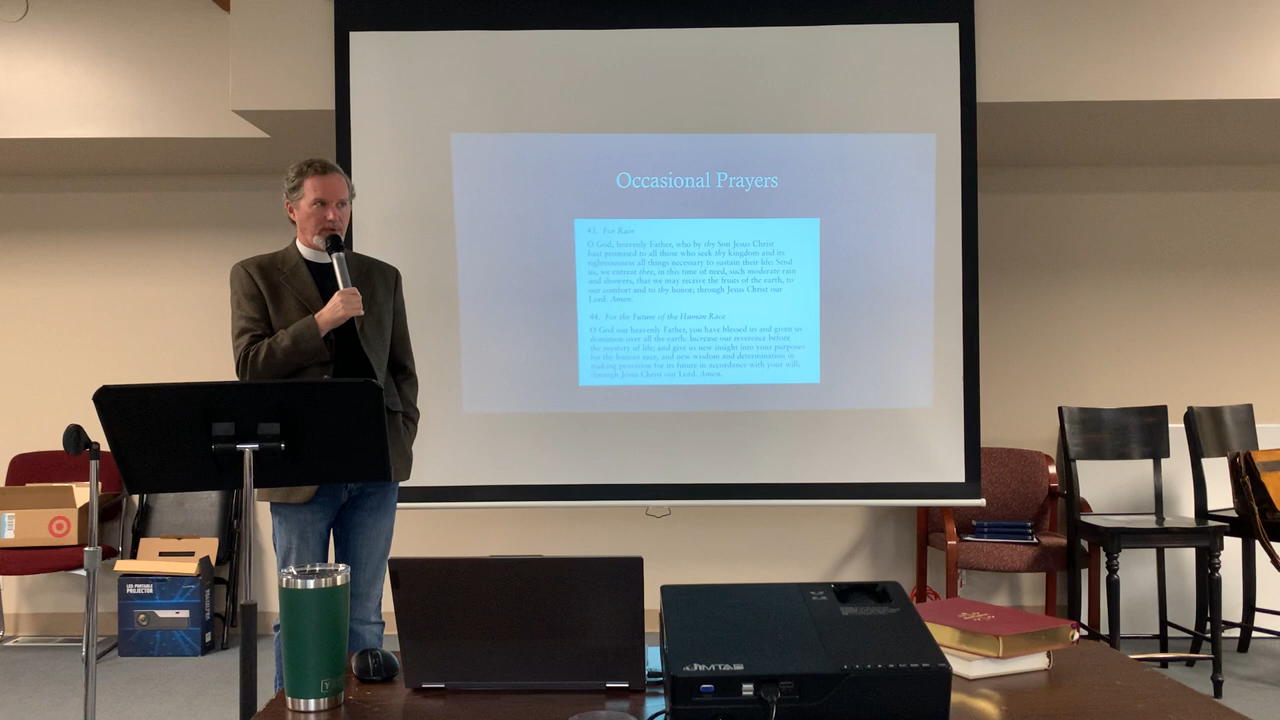 Occasional Prayers
43. For Rain
O God, heavenly Father, who by thy Son Jesus Christ
hast promised to all those who seek thy kingdom and its
righteousness all things necessary to sustain their life: Send
us, we entreat thee, in this time of need, such moderate rain
and showers, that we may receive the fruits of the earth, to
our comfort and to thy honor; through Jesus Christ our
Lord. Amen.
44. For the Future of the Human Race
O God our heavenly Father, you have blessed us and given us
dominion over all the earth: Increase our reverence before
the mystery of life; and give us new insight into your purposes
for the human race, and new wisdom and determination in
making provision for its future in accordance with your will;
through Jesus Christ our Lord. Amen.
LED PORTABLE
PROJECTOR
JIMTAB